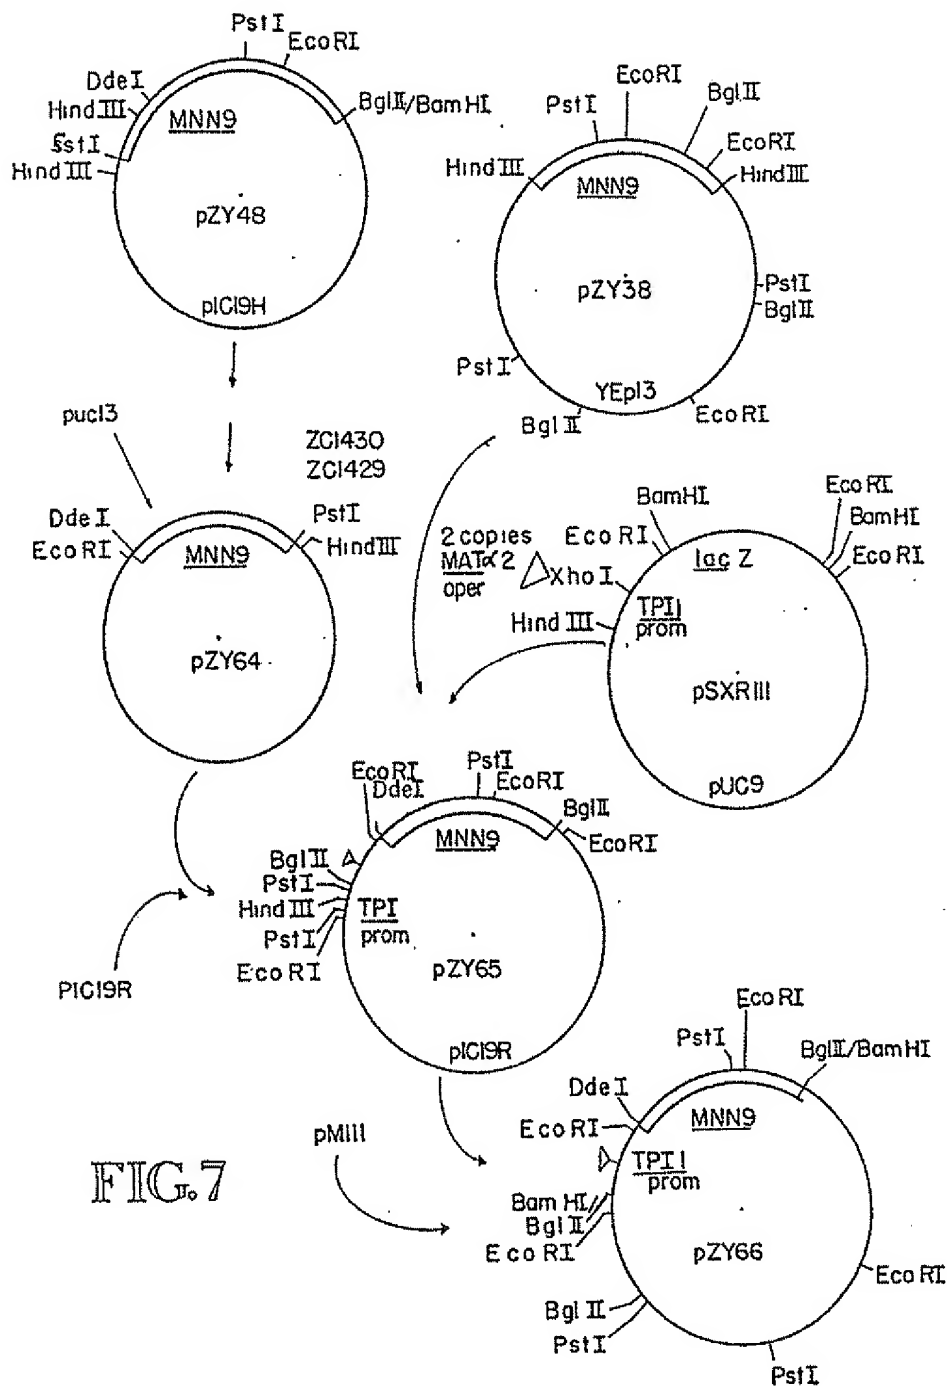 PstI
EcoRI
DdeI
HindIII
SstI
HindIII
BglII/BamHI
MNN9
pZY48
pIC19H
EcoRI
PstI
BglII
EcoRI
HindIII
HindIII
MNN9
pZY38
PstI
BglII
PstI
YEp13
BglII
EcoRI
puc13
ZC1430
ZC1429
DdeI
EcoRI
PstI
HindIII
MNN9
pZY64
2 copies
MATα2
oper
BamHI
EcoRI
XhoI
HindIII
lac Z
EcoRI
BamHI
EcoRI
TPI1
prom
pSXR111
pUC9
EcoRI
DdeI
PstI
EcoRI
BglII
EcoRI
MNN9
BglII
PstI
HindIII
PstI
EcoRI
TPI
prom
pZY65
pIC19R
PIC19R
pM111
EcoRI
PstI
BglII/BamHI
DdeI
EcoRI
MNN9
TPI1
prom
BamHI
BglII
EcoRI
pZY66
EcoRI
BglII
PstI
PstI
FIG. 7